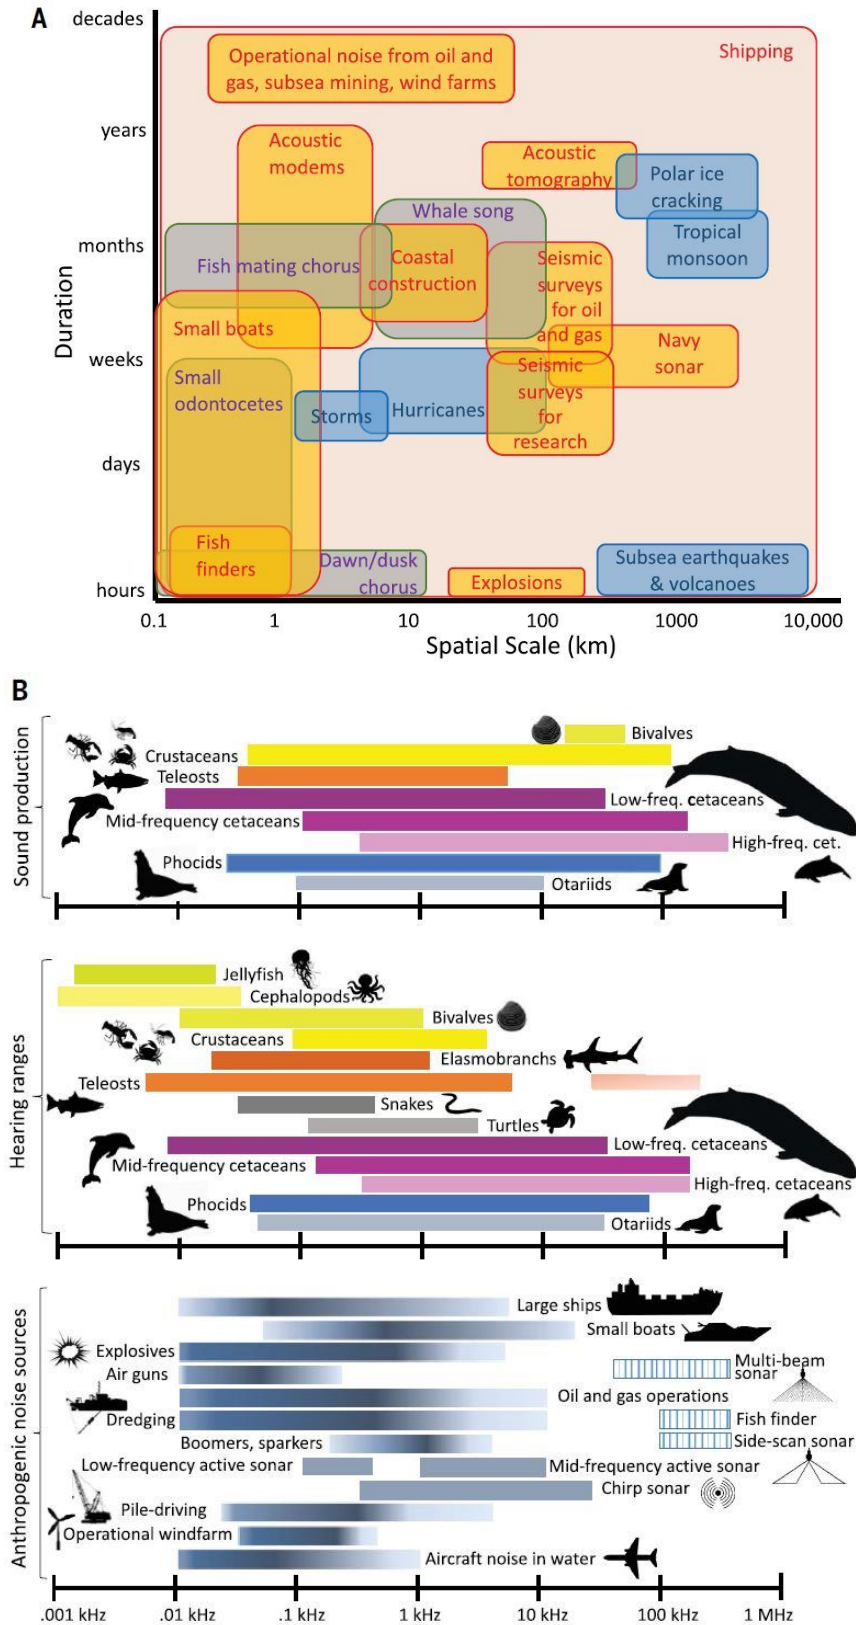 A
decades
years
months
weeks
days
hours
Duration
Operational noise from oil and
gas, subsea mining, wind farms
Shipping
Acoustic
modems
Acoustic
tomography
Polar ice
cracking
Whale song
Tropical
monsoon
Fish mating chorus
Coastal
construction
Seismic
surveys
for oil
and gas
Small boats
Navy
sonar
Small
odontocetes
Storms
Hurricanes
Seismic
surveys
for
research
Fish
finders
Dawn/dusk
chorus
Explosions
Subsea earthquakes
& volcanoes
0.1 1 10 100 1000 10,000
Spatial Scale (km)
B
Sound production
Bivalves
Crustaceans
Teleosts
Low-freq. cetaceans
Mid-frequency cetaceans
High-freq. cet.
Phocids
Otariids
Hearing ranges
Jellyfish
Cephalopods
Bivalves
Crustaceans
Elasmobranchs
Teleosts
Snakes
Turtles
Low-freq. cetaceans
Mid-frequency cetaceans
High-freq. cetaceans
Phocids
Otariids
Anthropogenic noise sources
Large ships
Small boats
Explosives
Multi-beam
sonar
Air guns
Oil and gas operations
Dredging
Fish finder
Boomers, sparkers
Side-scan sonar
Low-frequency active sonar
Mid-frequency active sonar
Chirp sonar
Pile-driving
Operational windfarm
Aircraft noise in water
.001 kHz .01 kHz .1 kHz 1 kHz 10 kHz 100 kHz 1 MHz